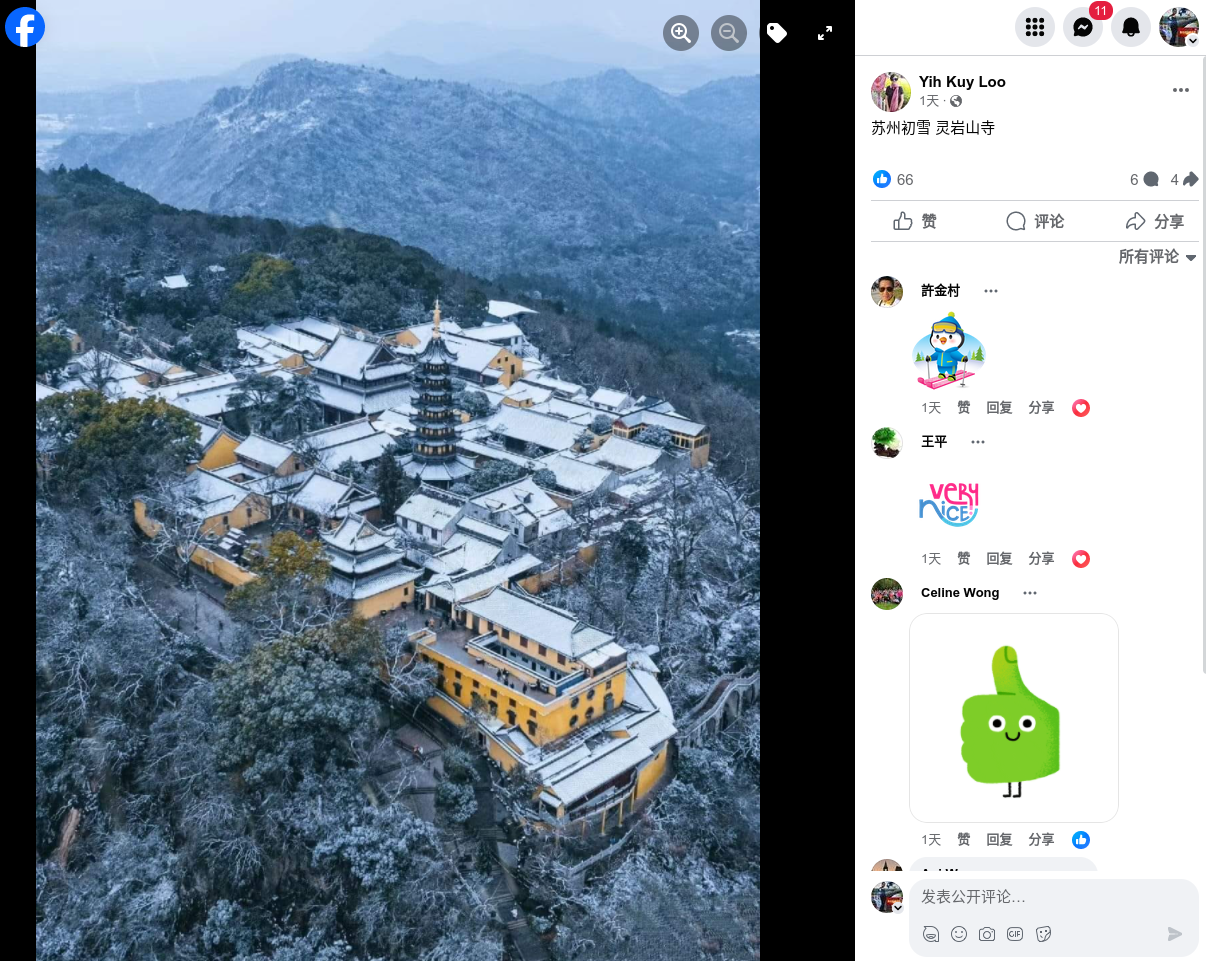 11
Yih Kuy Loo
1天 ·
苏州初雪 灵岩山寺
66
6
4
赞 评论 分享
所有评论
許金村
1天 赞 回复 分享
王平
VERY
NICE!
1天 赞 回复 分享
Celine Wong
1天 赞 回复 分享
发表公开评论…
GIF